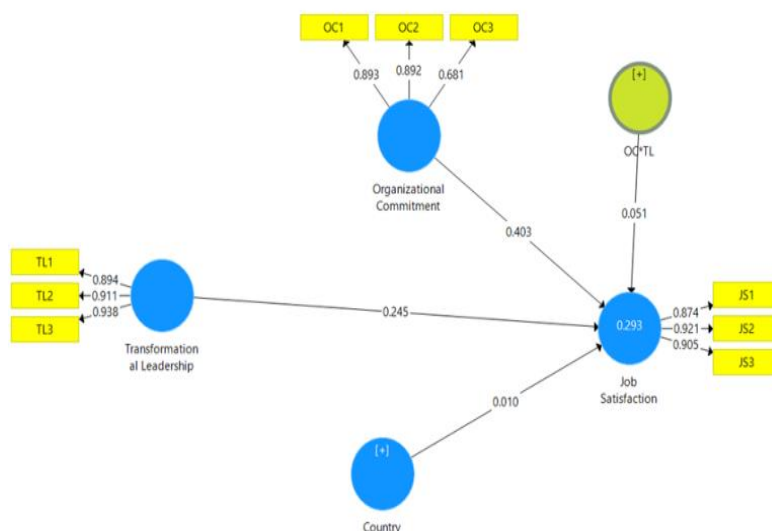 OC1
OC2
OC3
0.893
0.892
0.681
[+]
OC*TL
Organizational
Commitment
0.051
0.403
TL1
TL2
TL3
0.894
0.911
0.938
Transformation
al Leadership
0.245
0.293
Job
Satisfaction
0.874
0.921
0.905
JS1
JS2
JS3
0.010
[+]
Country